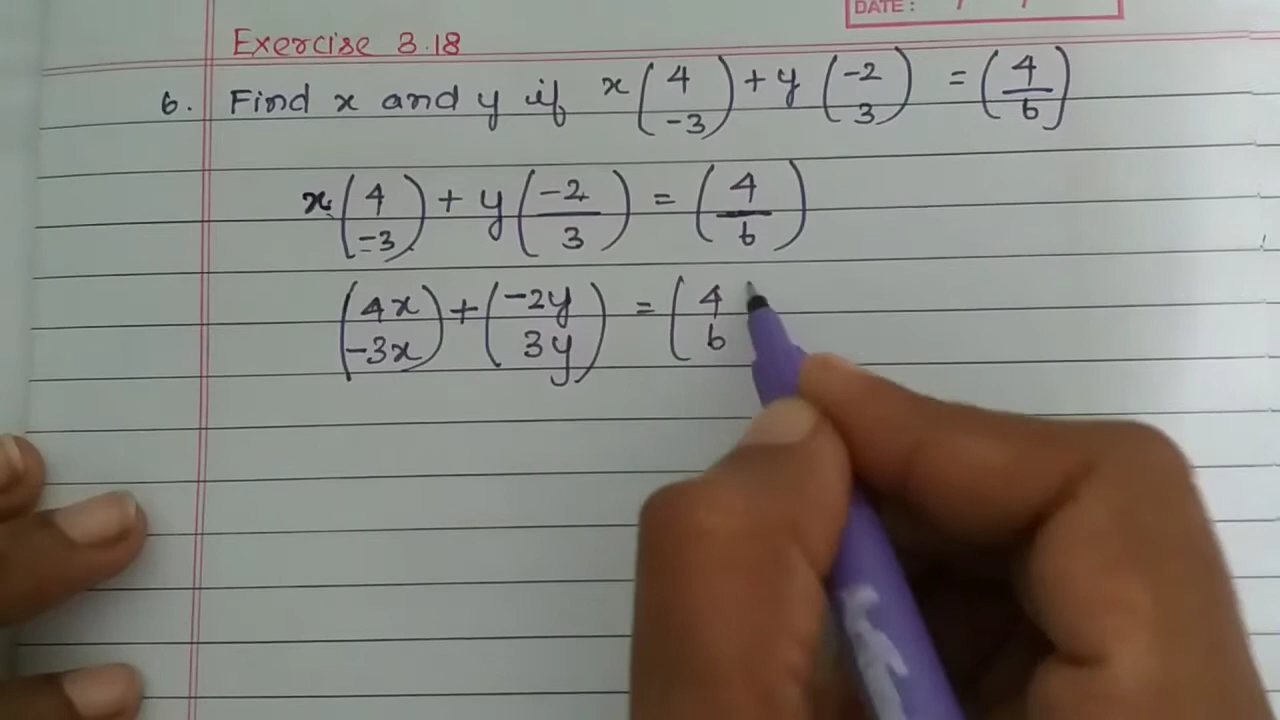 DATE: / /
Exercise 3.18
6. Find x and y if x(4 -3) + y(-2 3) = (4 6)
x(4 -3) + y(-2 3) = (4 6)
(4x -3x) + (-2y 3y) = (4 6